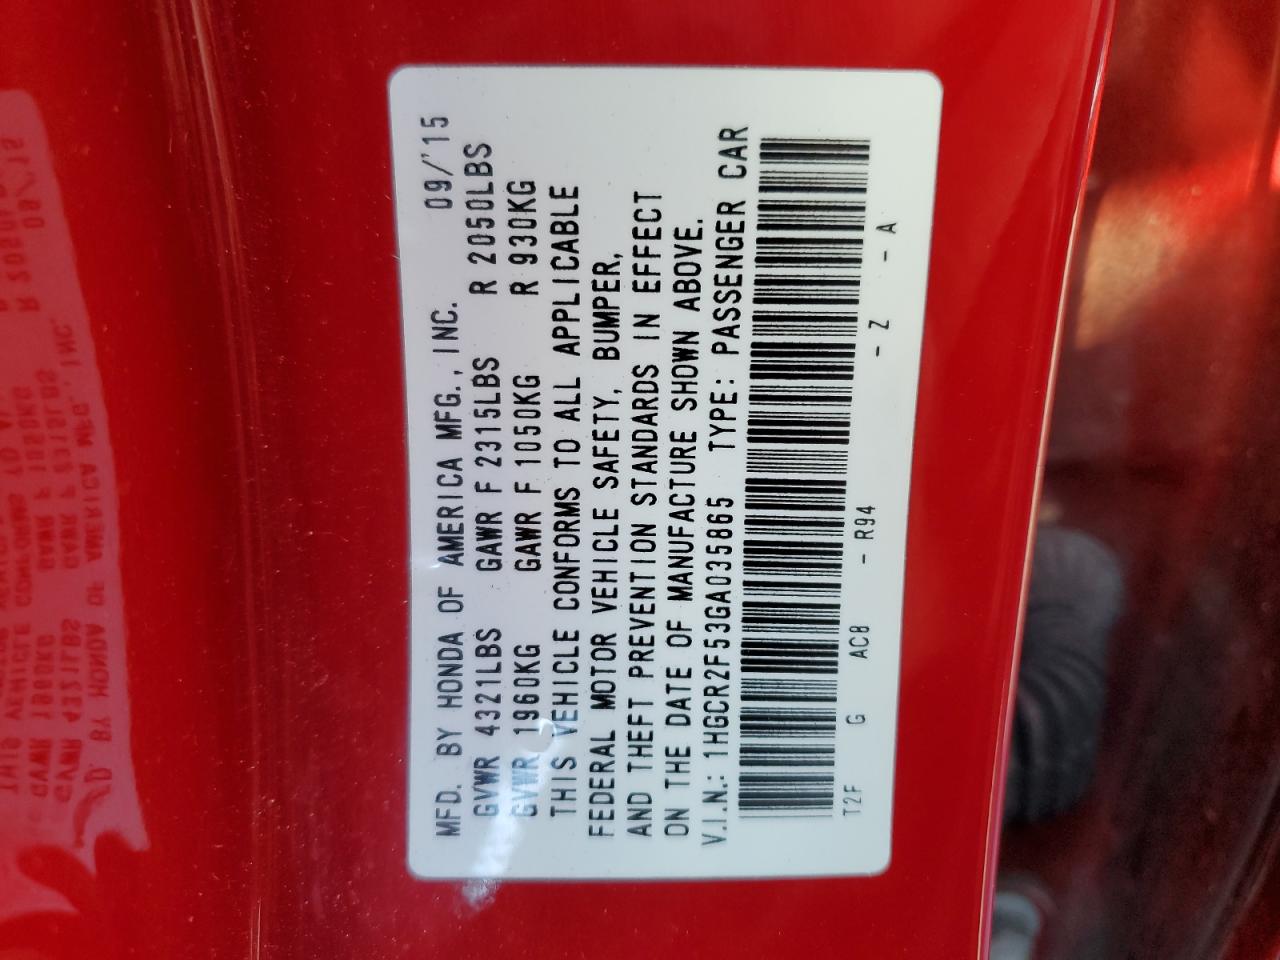 MFD. BY HONDA OF AMERICA MFG., INC. 09/'15
GVWR 4321LBS GAWR F 2315LBS R 2050LBS
GVWR 1960KG GAWR F 1050KG R 930KG
THIS VEHICLE CONFORMS TO ALL APPLICABLE
FEDERAL MOTOR VEHICLE SAFETY, BUMPER,
AND THEFT PREVENTION STANDARDS IN EFFECT
ON THE DATE OF MANUFACTURE SHOWN ABOVE.
V.I.N.: 1HGCR2F53GA035865 TYPE: PASSENGER CAR
T2F G AC8 - R94 - Z - A